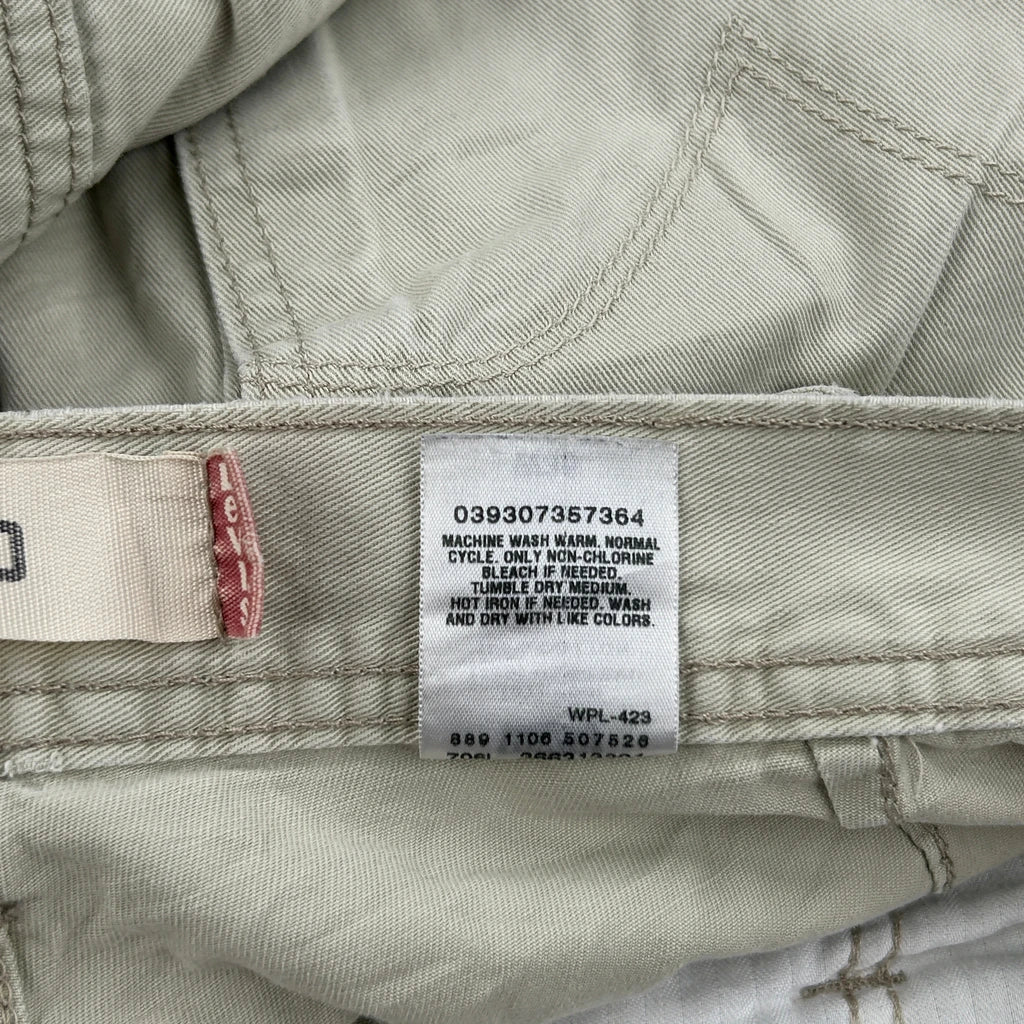 Levi's
039307357364
MACHINE WASH WARM. NORMAL
CYCLE. ONLY NON-CHLORINE
BLEACH IF NEEDED.
TUMBLE DRY MEDIUM.
HOT IRON IF NEEDED. WASH
AND DRY WITH LIKE COLORS.
WPL-423
889 1106 507526